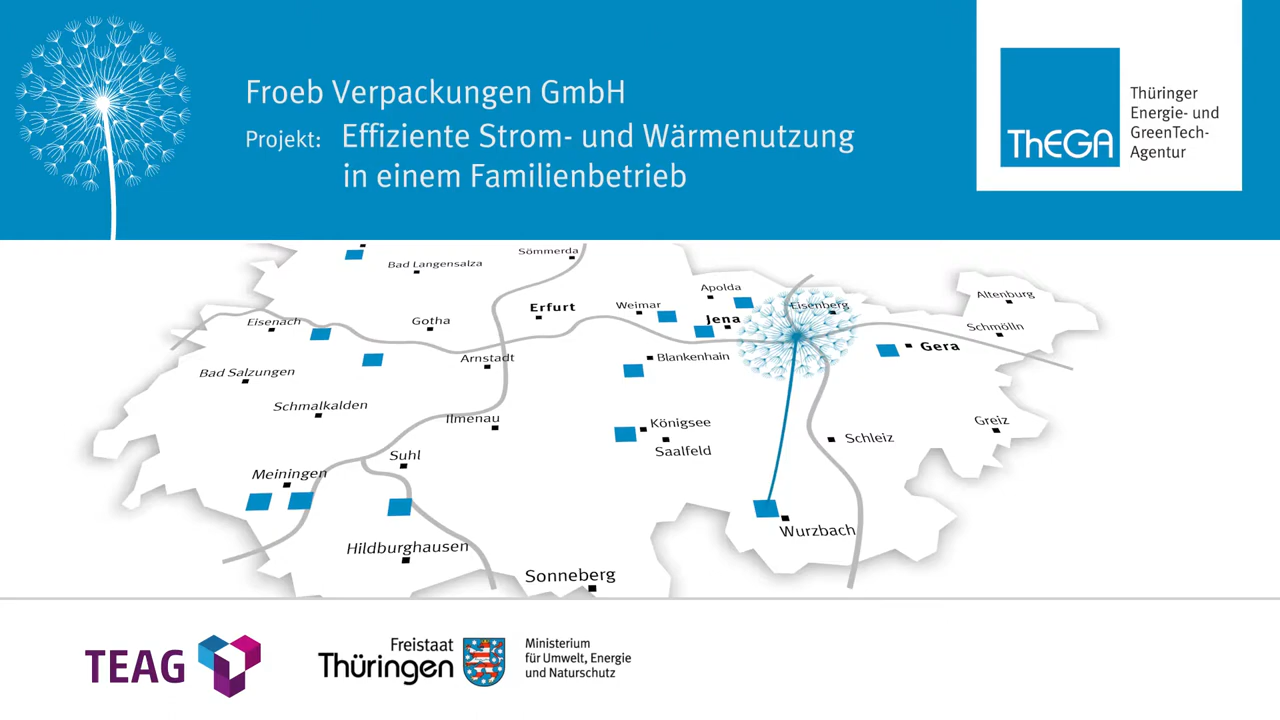 Froeb Verpackungen GmbH
Projekt: Effiziente Strom- und Wärmenutzung
in einem Familienbetrieb
ThEGA
Thüringer
Energie- und
GreenTech-
Agentur
Sömmerda
Bad Langensalza
Apolda
Altenburg
Erfurt
Weimar
Eisenberg
Eisenach
Gotha
Jena
Schmölln
Gera
Arnstadt
Blankenhain
Bad Salzungen
Schmalkalden
Ilmenau
Königsee
Greiz
Saalfeld
Schleiz
Suhl
Meiningen
Wurzbach
Hildburghausen
Sonneberg
TEAG
Freistaat
Thüringen
Ministerium
für Umwelt, Energie
und Naturschutz